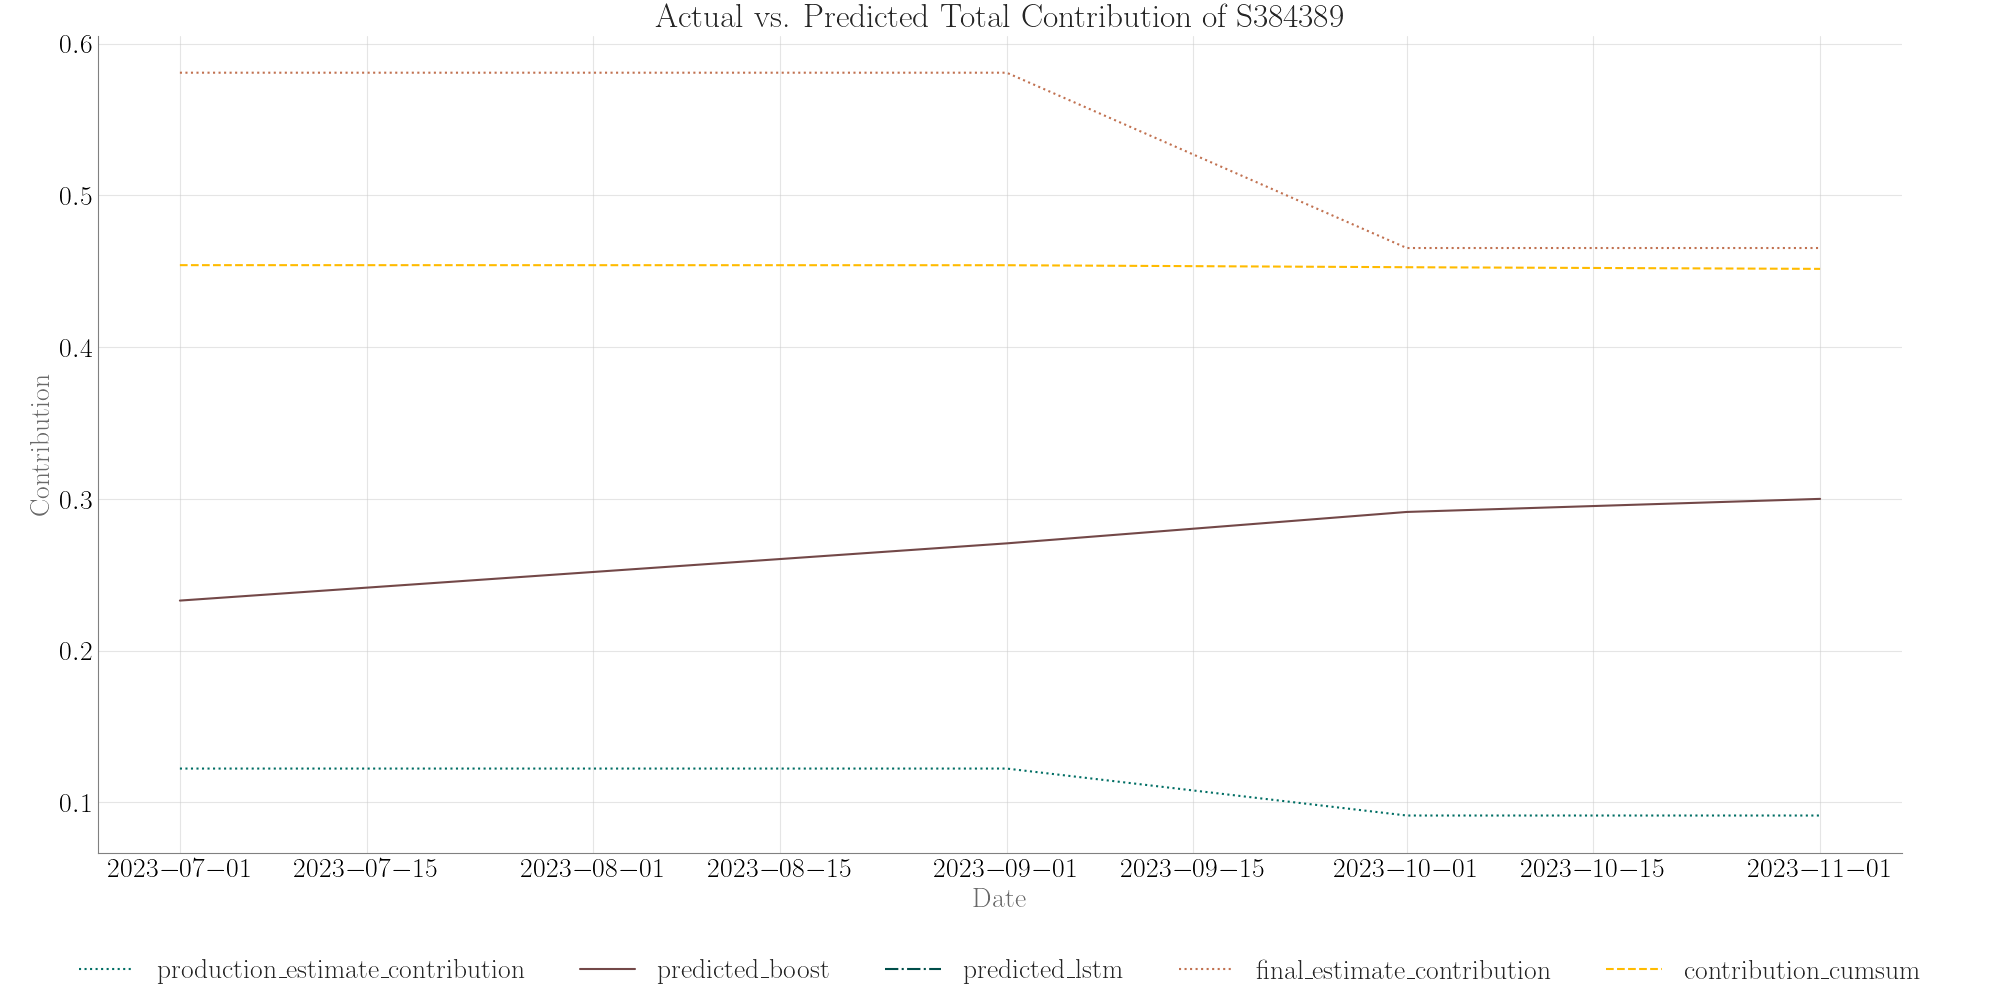 Actual vs. Predicted Total Contribution of S384389
0.6
0.5
0.4
0.3
0.2
0.1
Contribution
2023−07−01 2023−07−15 2023−08−01 2023−08−15 2023−09−01 2023−09−15 2023−10−01 2023−10−15 2023−11−01
Date
production_estimate_contribution predicted_boost predicted_lstm final_estimate_contribution contribution_cumsum